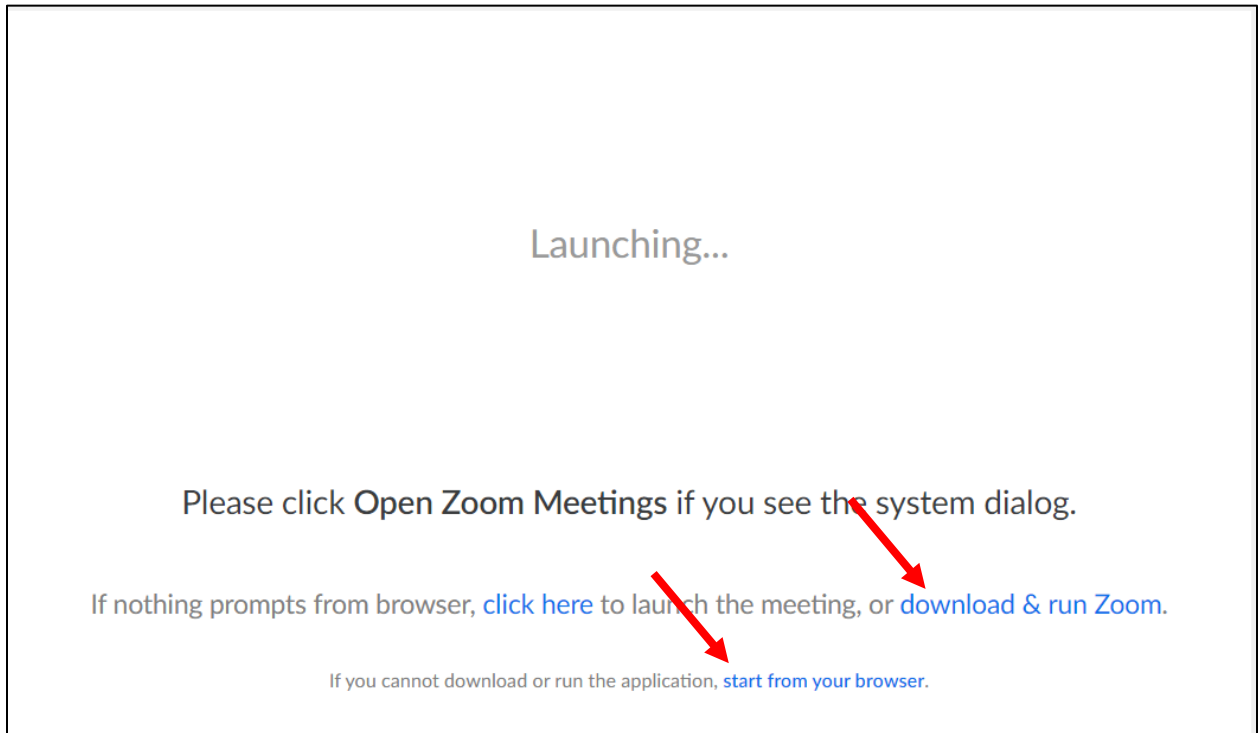 Launching...
Please click Open Zoom Meetings if you see the system dialog.
If nothing prompts from browser, click here to launch the meeting, or download & run Zoom.
If you cannot download or run the application, start from your browser.